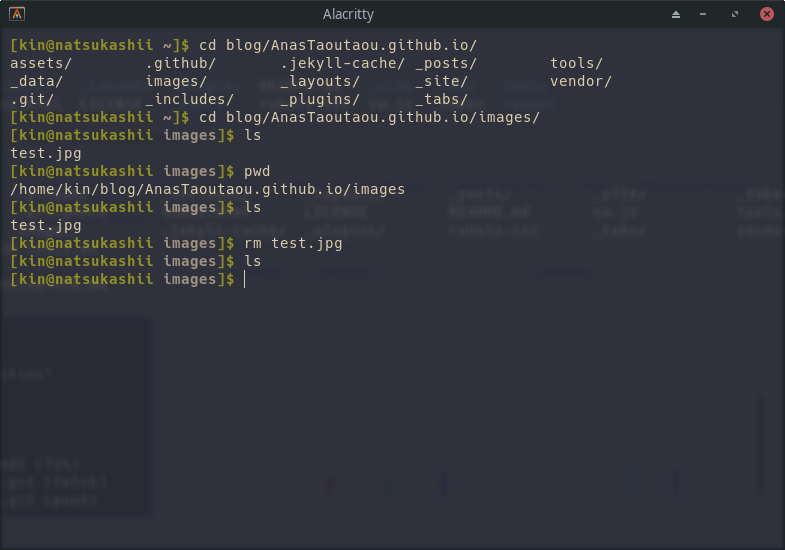 Alacritty
[kin@natsukashii ~]$ cd blog/AnasTaoutaou.github.io/
assets/ .github/ .jekyll-cache/ _posts/ tools/
_data/ images/ _layouts/ _site/ vendor/
.git/ _includes/ _plugins/ _tabs/
[kin@natsukashii ~]$ cd blog/AnasTaoutaou.github.io/images/
[kin@natsukashii images]$ ls
test.jpg
[kin@natsukashii images]$ pwd
/home/kin/blog/AnasTaoutaou.github.io/images
[kin@natsukashii images]$ ls
test.jpg
[kin@natsukashii images]$ rm test.jpg
[kin@natsukashii images]$ ls
[kin@natsukashii images]$